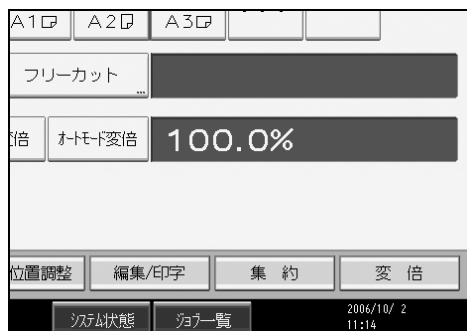 A1 A2 A3
フリーカット
...
倍 ｵｰﾄﾓｰﾄﾞ変倍 100.0%
位置調整 編集/印字 集 約 変 倍
ｼｽﾃﾑ状態 ｼﾞｮﾌﾞ一覧 2006/10/ 2
11:14